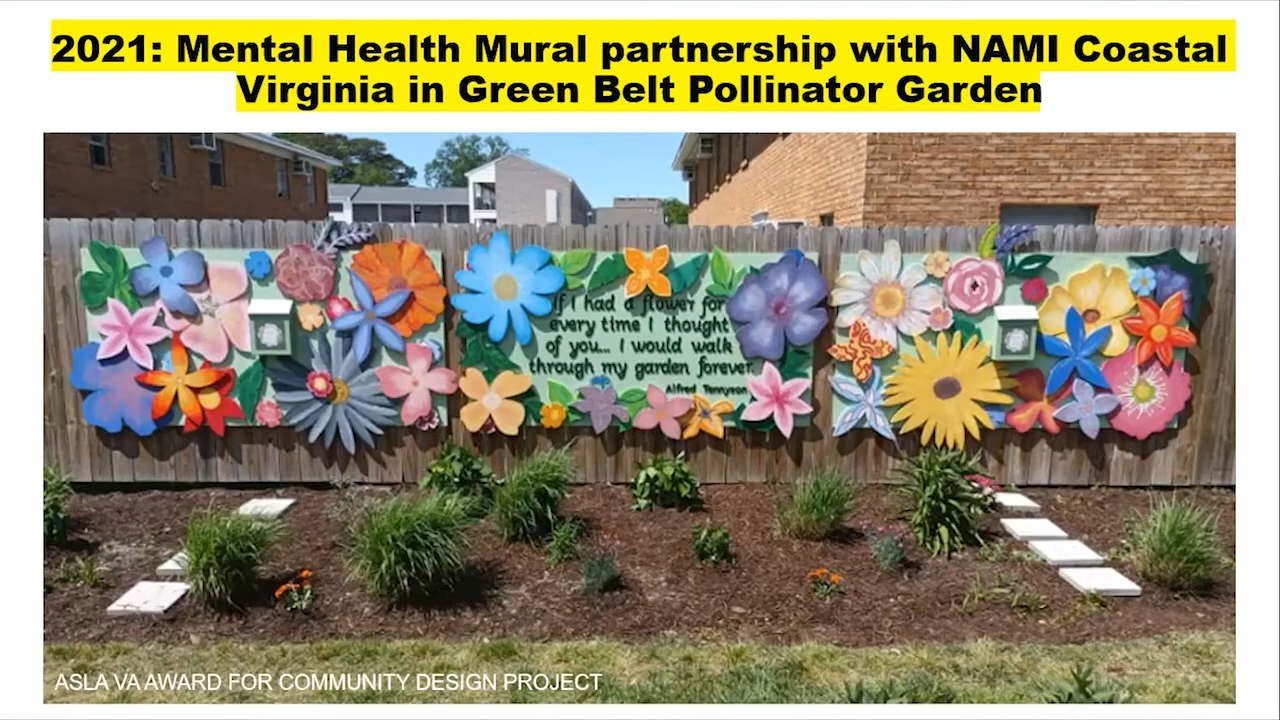 2021: Mental Health Mural partnership with NAMI Coastal
Virginia in Green Belt Pollinator Garden
If I had a flower for
every time I thought
of you... I would walk
through my garden forever.
Alfred Tennyson
ASLA VA AWARD FOR COMMUNITY DESIGN PROJECT